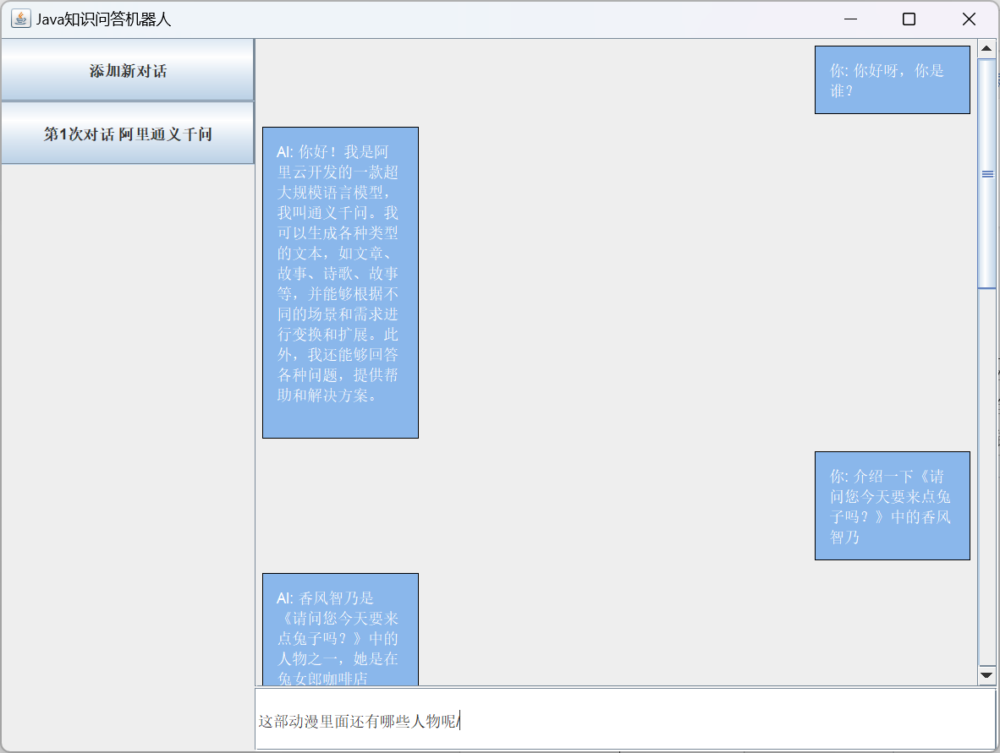 Java知识问答机器人
添加新对话
第1次对话 阿里通义千问
你: 你好呀，你是
谁？
AI: 你好！我是阿
里云开发的一款超
大规模语言模型，
我叫通义千问。我
可以生成各种类型
的文本，如文章、
故事、诗歌、故事
等，并能够根据不
同的场景和需求进
行变换和扩展。此
外，我还能够回答
各种问题，提供帮
助和解决方案。
你: 介绍一下《请
问您今天要来点兔
子吗？》中的香风
智乃
AI: 香风智乃是
《请问您今天要来
点兔子吗？》中的
人物之一，她是在
兔女郎咖啡店
这部动漫里面还有哪些人物呢/